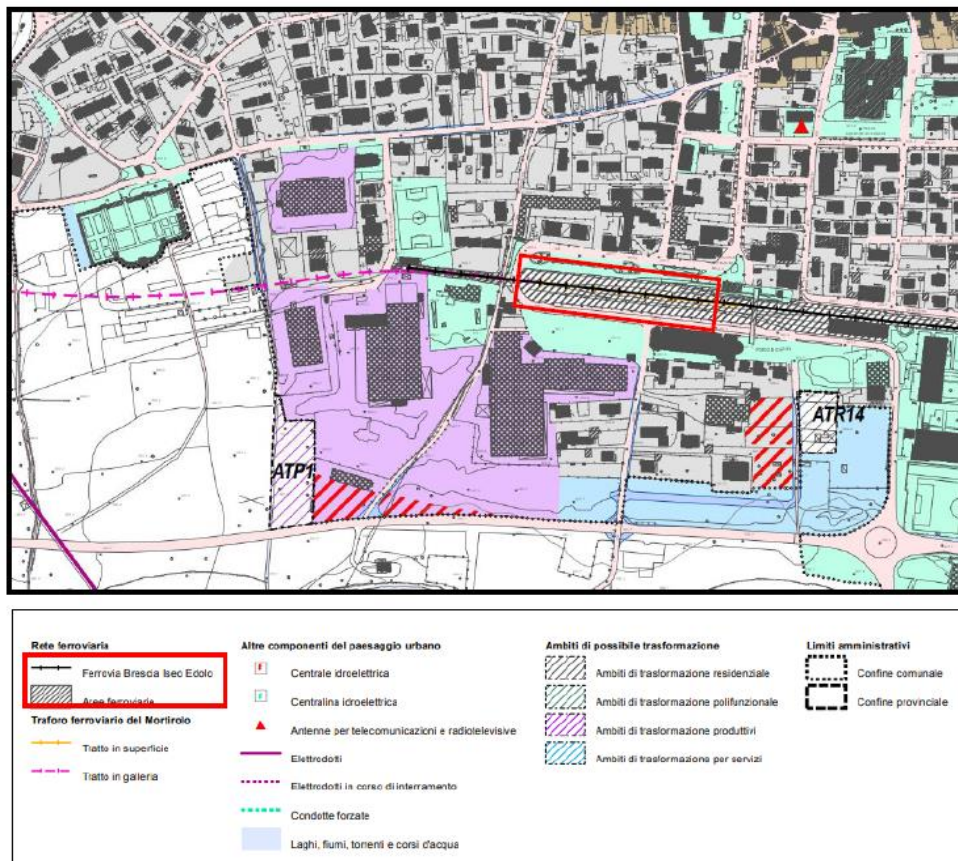 ATP1
ATR14
Rete ferroviaria
Ferrovia Brescia Iseo Edolo
Aree ferroviarie
Traforo ferroviario del Mortirolo
Tratto in superficie
Tratto in galleria
Altre componenti del paesaggio urbano
Centrale idroelettrica
Centralina idroelettrica
Antenne per telecomunicazioni e radiotelevisive
Elettrodotti
Elettrodotti in corso di interramento
Condotte forzate
Laghi, fiumi, torrenti e corsi d'acqua
Ambiti di possibile trasformazione
Ambiti di trasformazione residenziale
Ambiti di trasformazione polifunzionale
Ambiti di trasformazione produttivi
Ambiti di trasformazione per servizi
Limiti amministrativi
Confine comunale
Confine provinciale